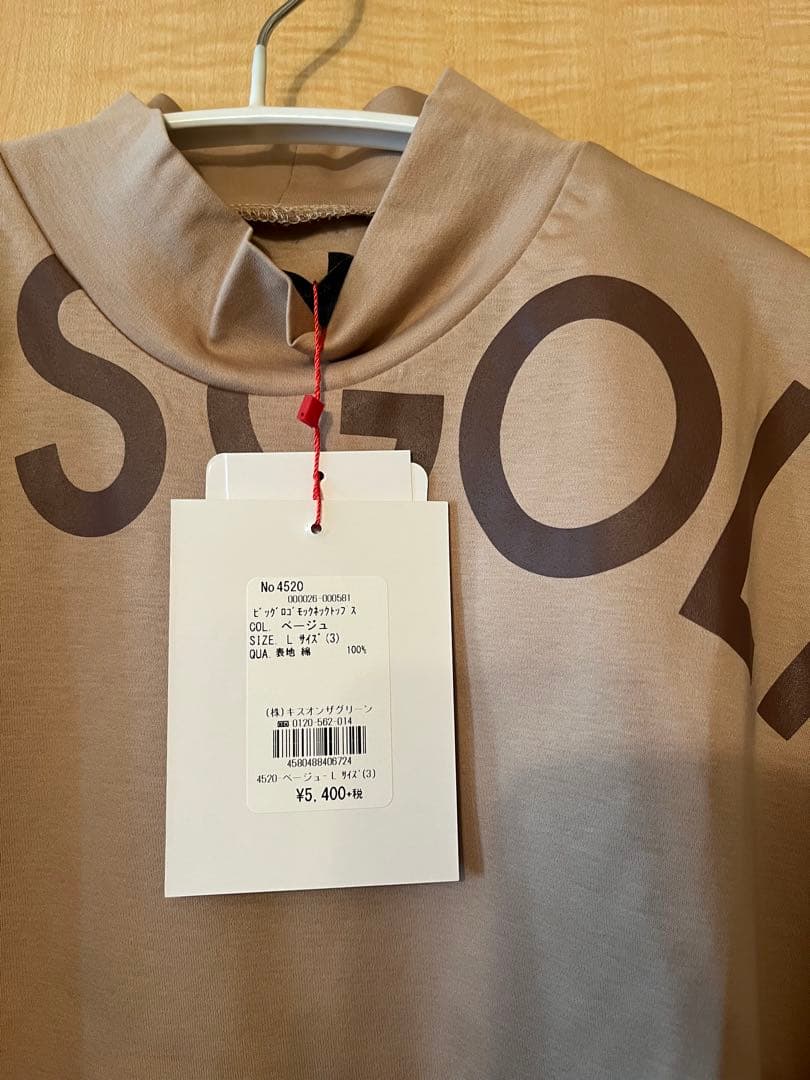 SGOL
No4520
000026-000581
ﾋﾞｯｸﾞﾛｺﾞﾓｯｸﾈｯｸﾄｯﾌﾟｽ
COL. ベージュ
SIZE. L ｻｲｽﾞ(3)
QUA. 表地 綿 100%
(株)キスオンザグリーン
0120-562-014
4580488406724
4520-ベージュ-L ｻｲｽﾞ(3)
¥5,400+税